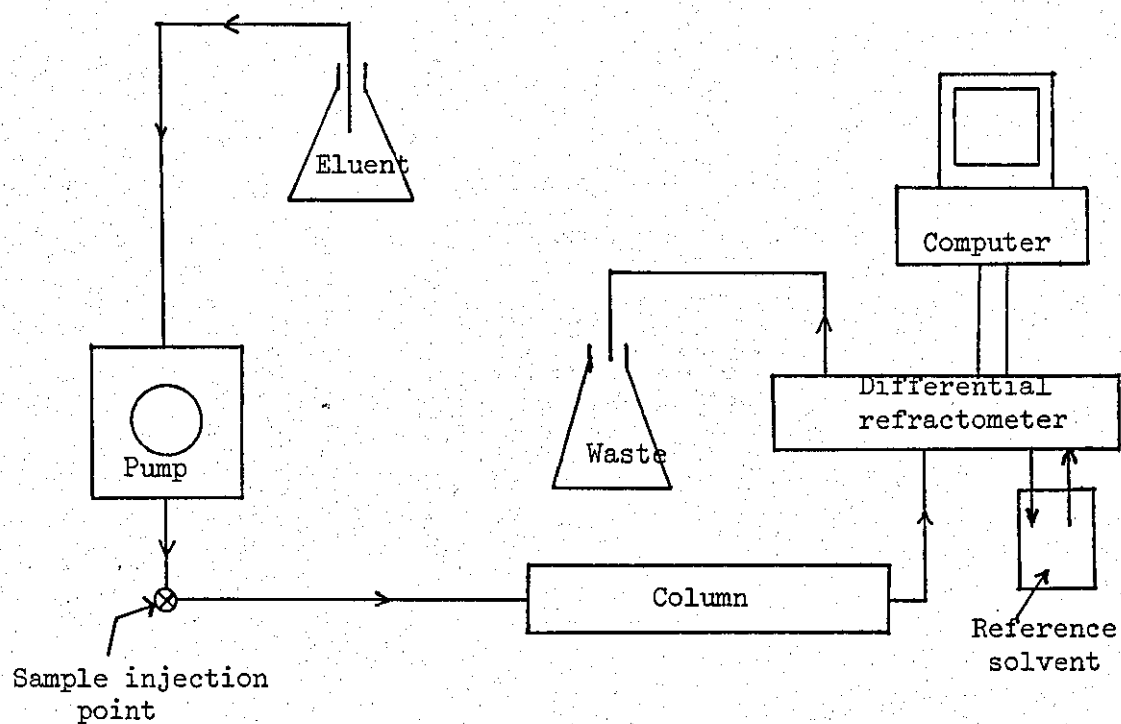 Eluent
Computer
Differential
refractometer
Waste
Pump
Column
Reference
solvent
Sample injection
point